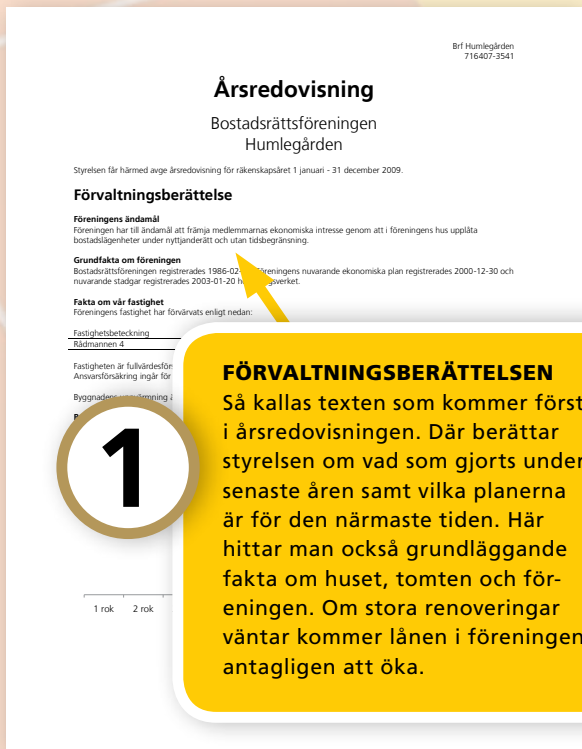 Brf Humlegården
716407-3541
Årsredovisning
Bostadsrättsföreningen
Humlegården
Styrelsen får härmed avge årsredovisning för räkenskapsåret 1 januari - 31 december 2009.
Förvaltningsberättelse
Föreningens ändamål
Föreningen har till ändamål att främja medlemmarnas ekonomiska intresse genom att i föreningens hus upplåta
bostadslägenheter under nyttjanderätt och utan tidsbegränsning.
Grundfakta om föreningen
Bostadsrättsföreningen registrerades 1986-02- Föreningens nuvarande ekonomiska plan registrerades 2000-12-30 och
nuvarande stadgar registrerades 2003-01-20
Fakta om vår fastighet
Föreningens fastighet har förvärvats enligt nedan:
Fastighetsbeteckning
Rådmannen 4
Fastigheten är
Ansvarsförsäkring ingår för
Byggnadens
1
FÖRVALTNINGSBERÄTTELSEN
Så kallas texten som kommer först
i årsredovisningen. Där berättar
styrelsen om vad som gjorts under
senaste åren samt vilka planerna
är för den närmaste tiden. Här
hittar man också grundläggande
fakta om huset, tomten och för-
eningen. Om stora renoveringar
väntar kommer lånen i föreningen
antagligen att öka.
1 rok 2 rok